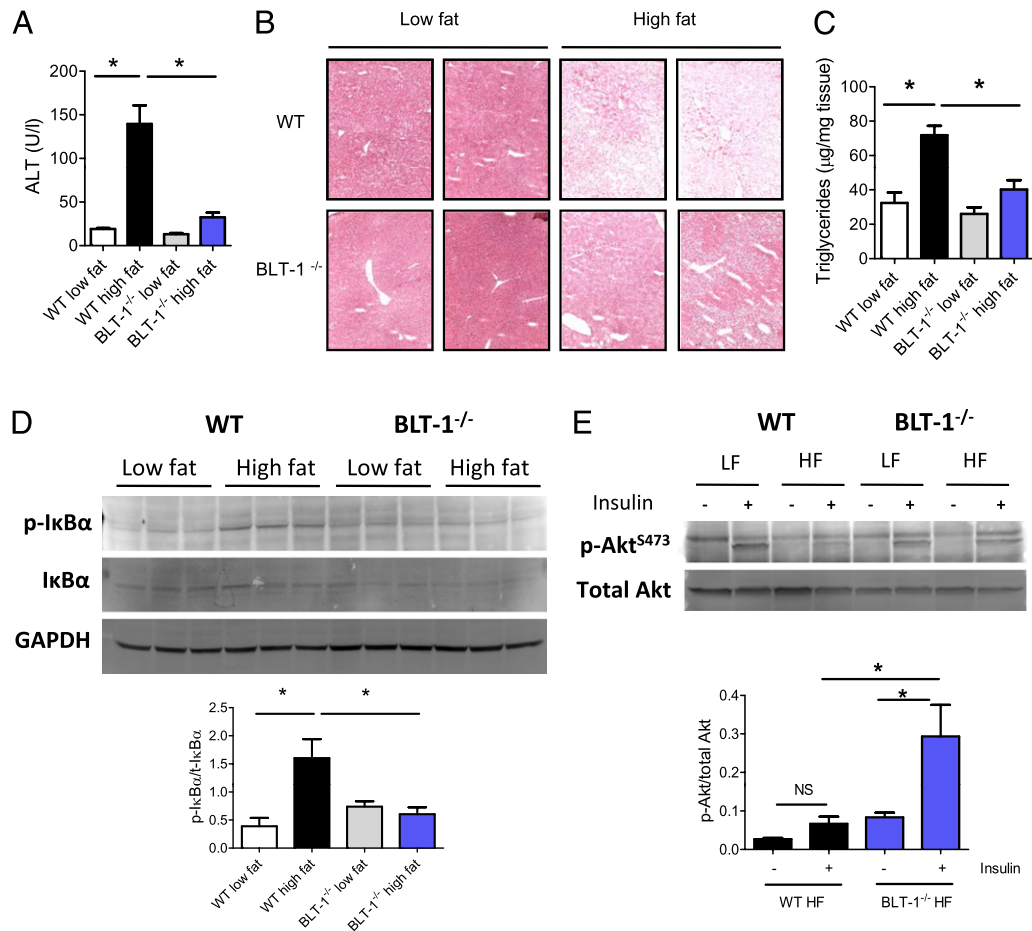 A
ALT (U/l)
200
150
100
50
0
*
*
WT low fat
WT high fat
BLT-1-/- low fat
BLT-1-/- high fat
B
Low fat
High fat
WT
BLT-1 -/-
C
Triglycerides (µg/mg tissue)
100
80
60
40
20
0
*
*
WT low fat
WT high fat
BLT-1-/- low fat
BLT-1-/- high fat
D
WT
BLT-1-/-
Low fat
High fat
Low fat
High fat
p-IκBα
IκBα
GAPDH
p-IκBα/t-IκBα
2.5
2.0
1.5
1.0
0.5
0.0
*
*
WT low fat
WT high fat
BLT-1-/- low fat
BLT-1-/- high fat
E
WT
BLT-1-/-
LF
HF
LF
HF
Insulin
- + - + - + - +
p-AktS473
Total Akt
p-Akt/total Akt
0.4
0.3
0.2
0.1
0.0
NS
*
*
- + - + Insulin
WT HF
BLT-1-/- HF